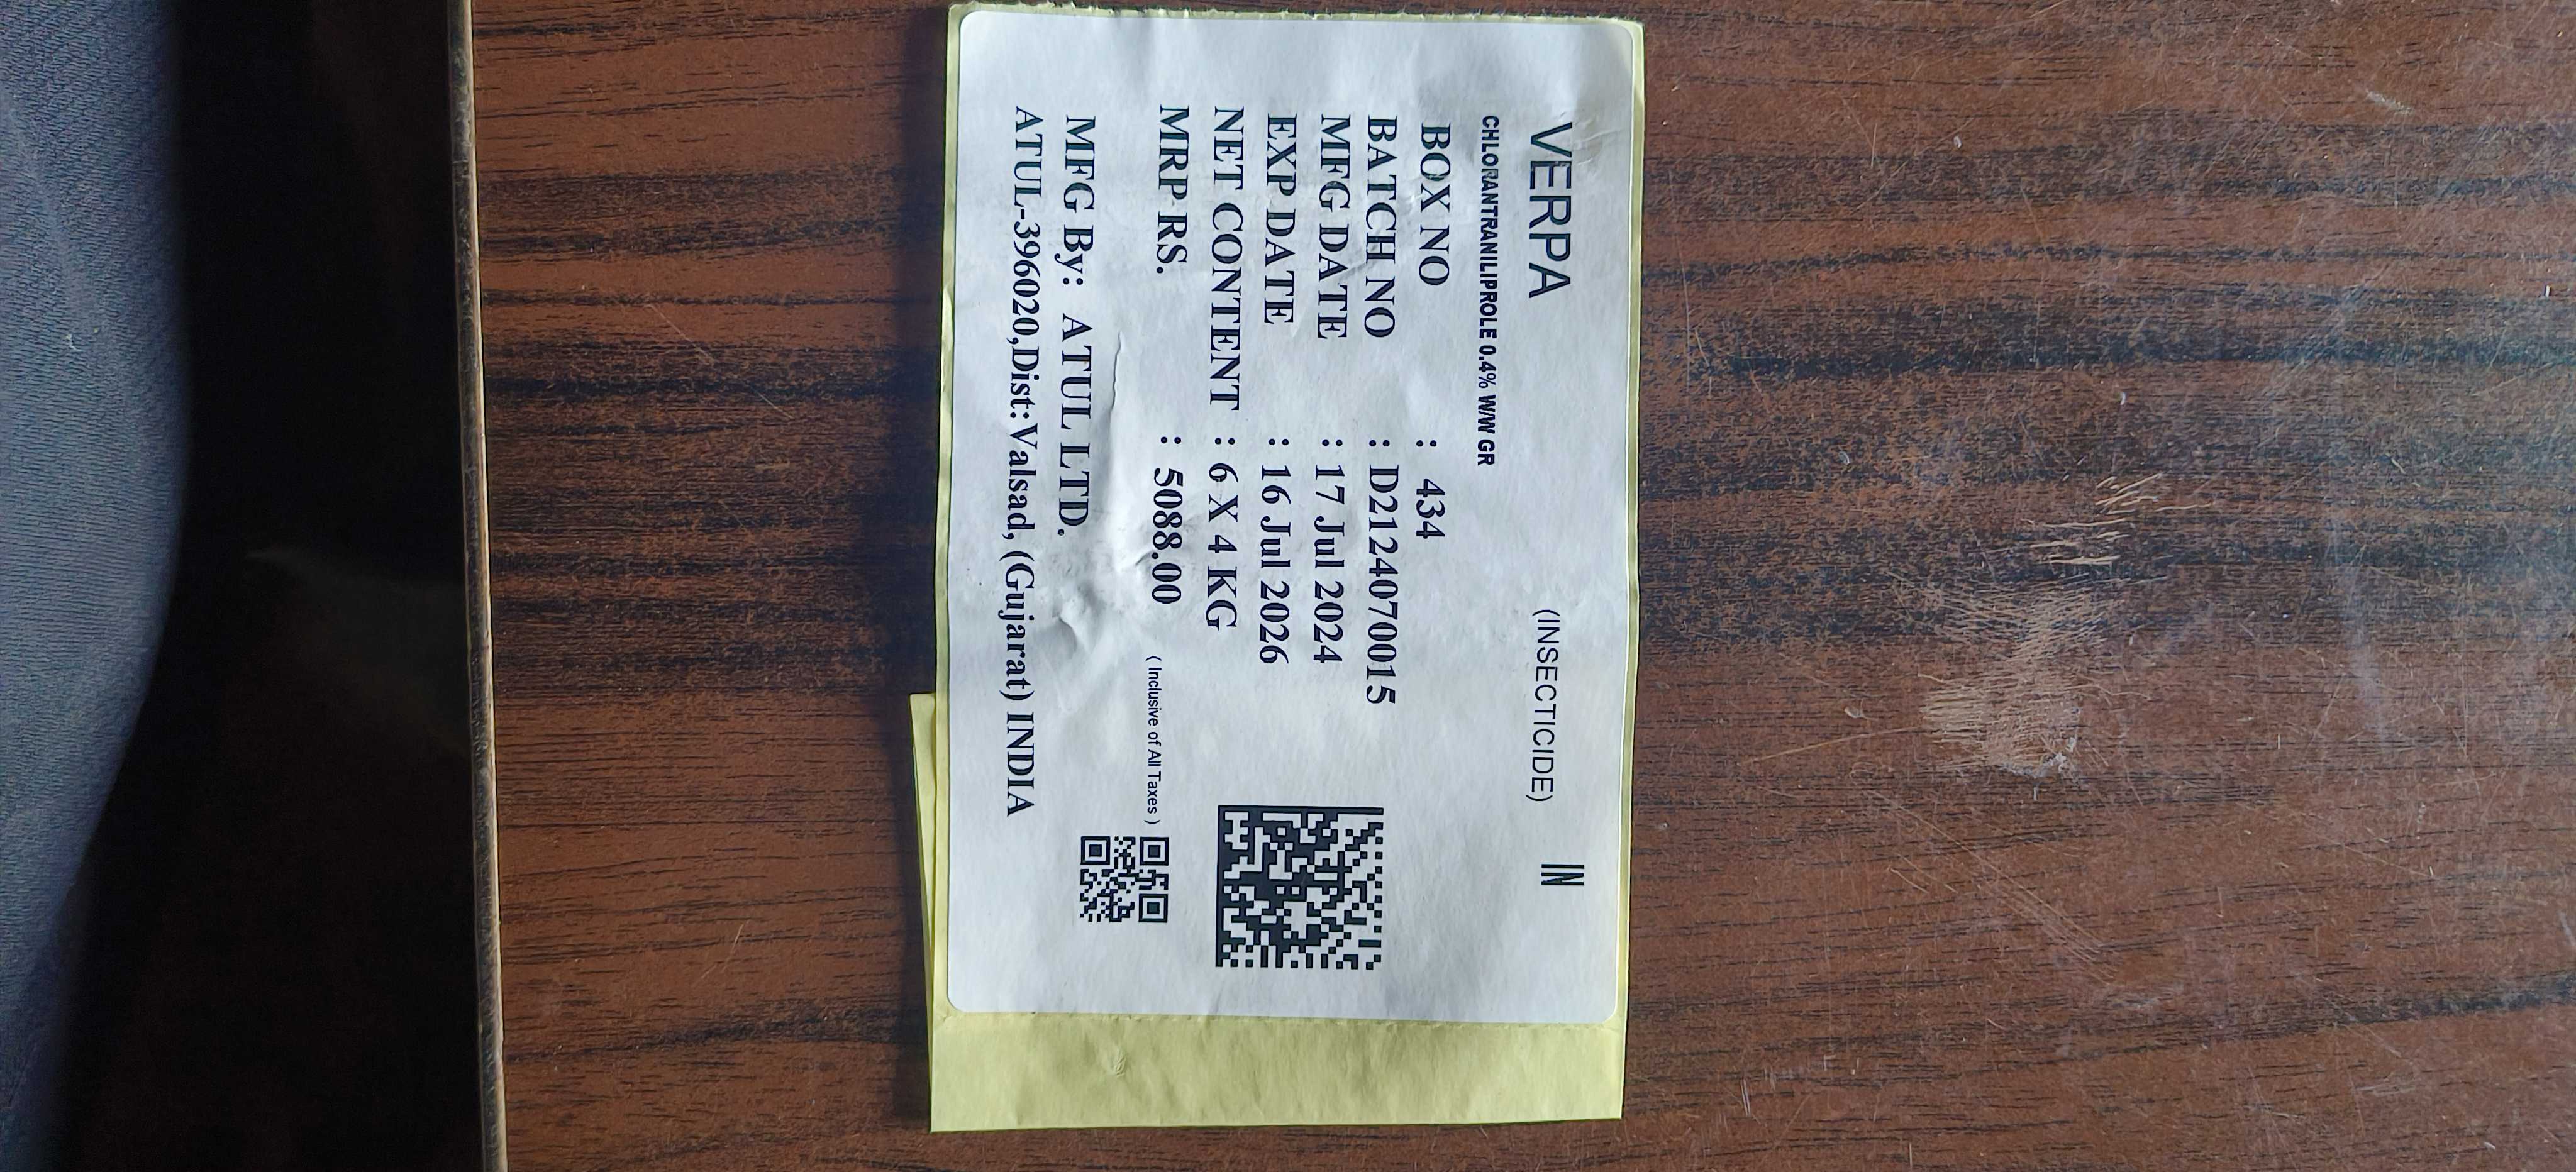 VERPA (INSECTICIDE) IN
CHLORANTRANILIPROLE 0.4% W/W GR
BOX NO : 434
BATCH NO : D2124070015
MFG DATE : 17 Jul 2024
EXP DATE : 16 Jul 2026
NET CONTENT : 6 X 4 KG
MRP RS. : 5088.00 ( Inclusive of All Taxes )
MFG By: ATUL LTD.
ATUL-396020,Dist:Valsad, (Gujarat) INDIA